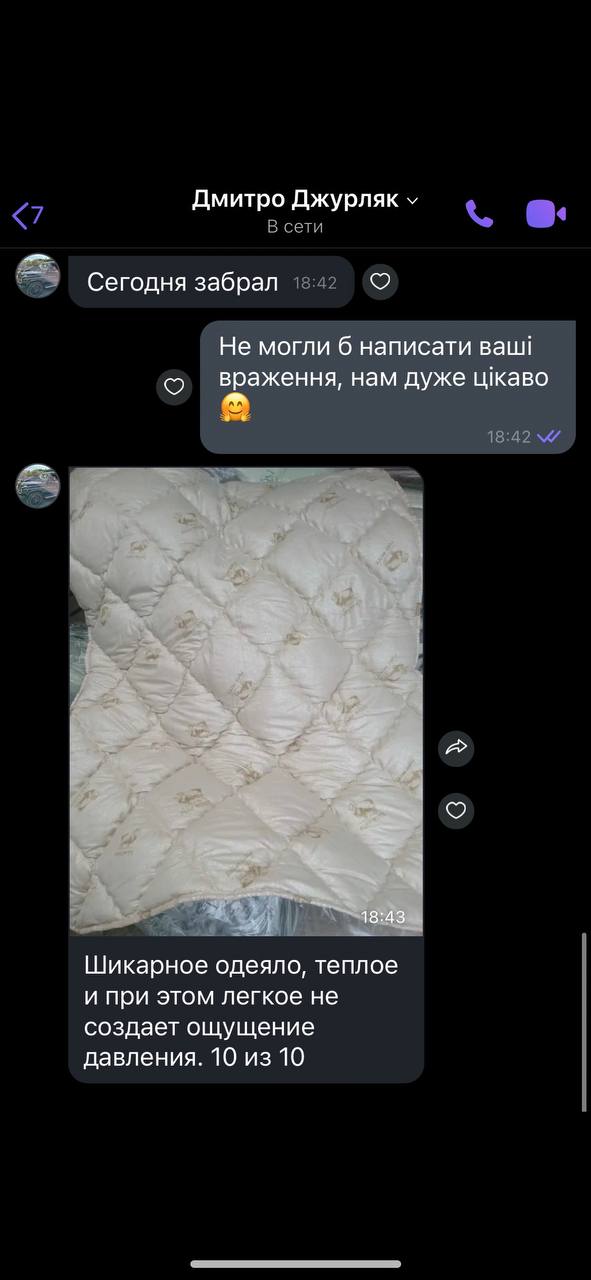 7
Дмитро Джурляк
В сети
Сегодня забрал 18:42
Не могли б написати ваші
враження, нам дуже цікаво
🤗
18:42
18:43
Шикарное одеяло, теплое
и при этом легкое не
создает ощущение
давления. 10 из 10